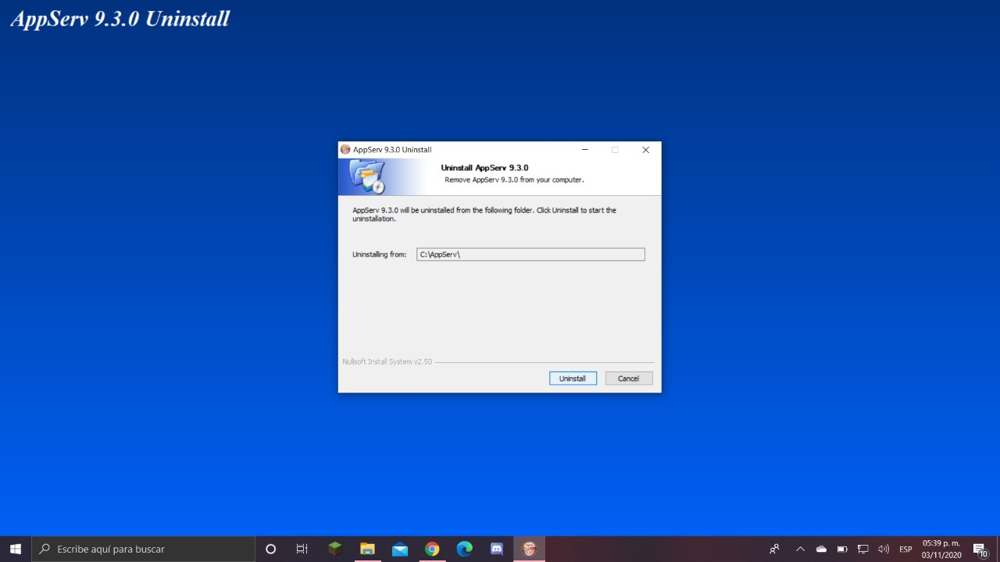 AppServ 9.3.0 Uninstall
AppServ 9.3.0 Uninstall
Uninstall AppServ 9.3.0
Remove AppServ 9.3.0 from your computer.
AppServ 9.3.0 will be uninstalled from the following folder. Click Uninstall to start the
uninstallation.
Uninstalling from: C:\AppServ\
Nullsoft Install System v2.50
Uninstall Cancel
Escribe aquí para buscar
ESP
05:39 p. m.
03/11/2020
10